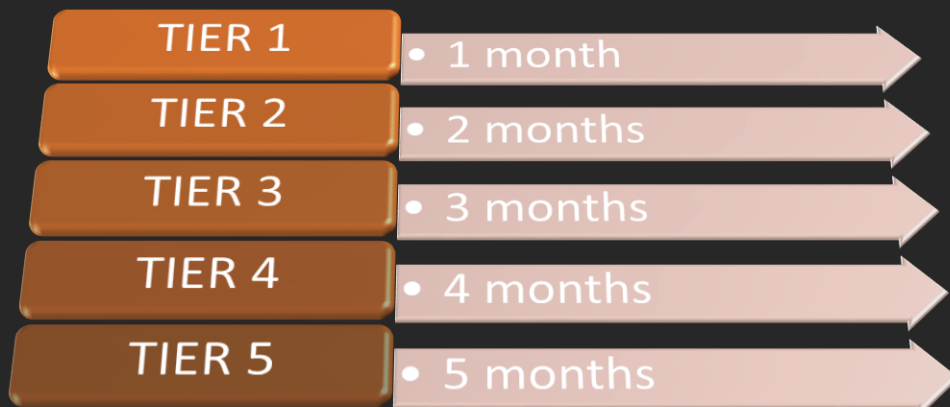 TIER 1
• 1 month
TIER 2
• 2 months
TIER 3
• 3 months
TIER 4
• 4 months
TIER 5
• 5 months